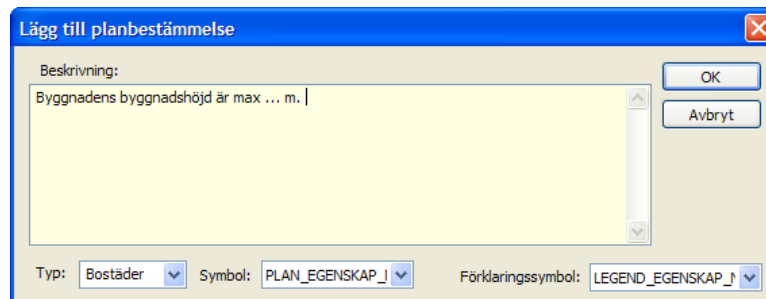 Lägg till planbestämmelse
Beskrivning:
Byggnadens byggnadshöjd är max ... m.
OK
Avbryt
Typ: Bostäder Symbol: PLAN_EGENSKAP_ Förklaringssymbol: LEGEND_EGENSKAP_